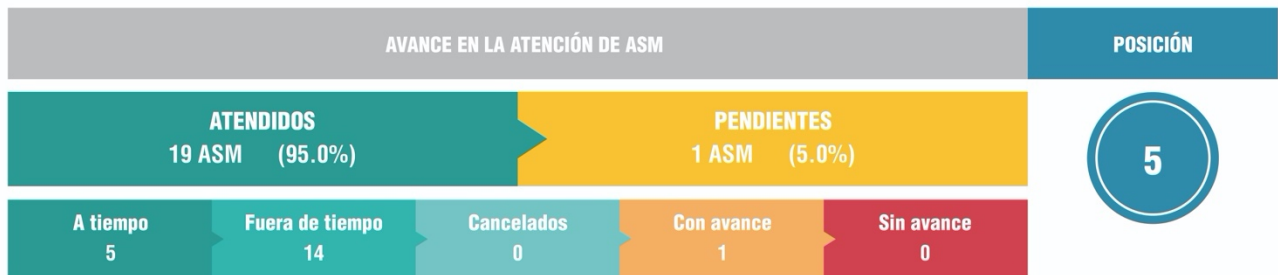 AVANCE EN LA ATENCIÓN DE ASM
POSICIÓN
ATENDIDOS
19 ASM (95.0%)
PENDIENTES
1 ASM (5.0%)
5
A tiempo
5
Fuera de tiempo
14
Cancelados
0
Con avance
1
Sin avance
0